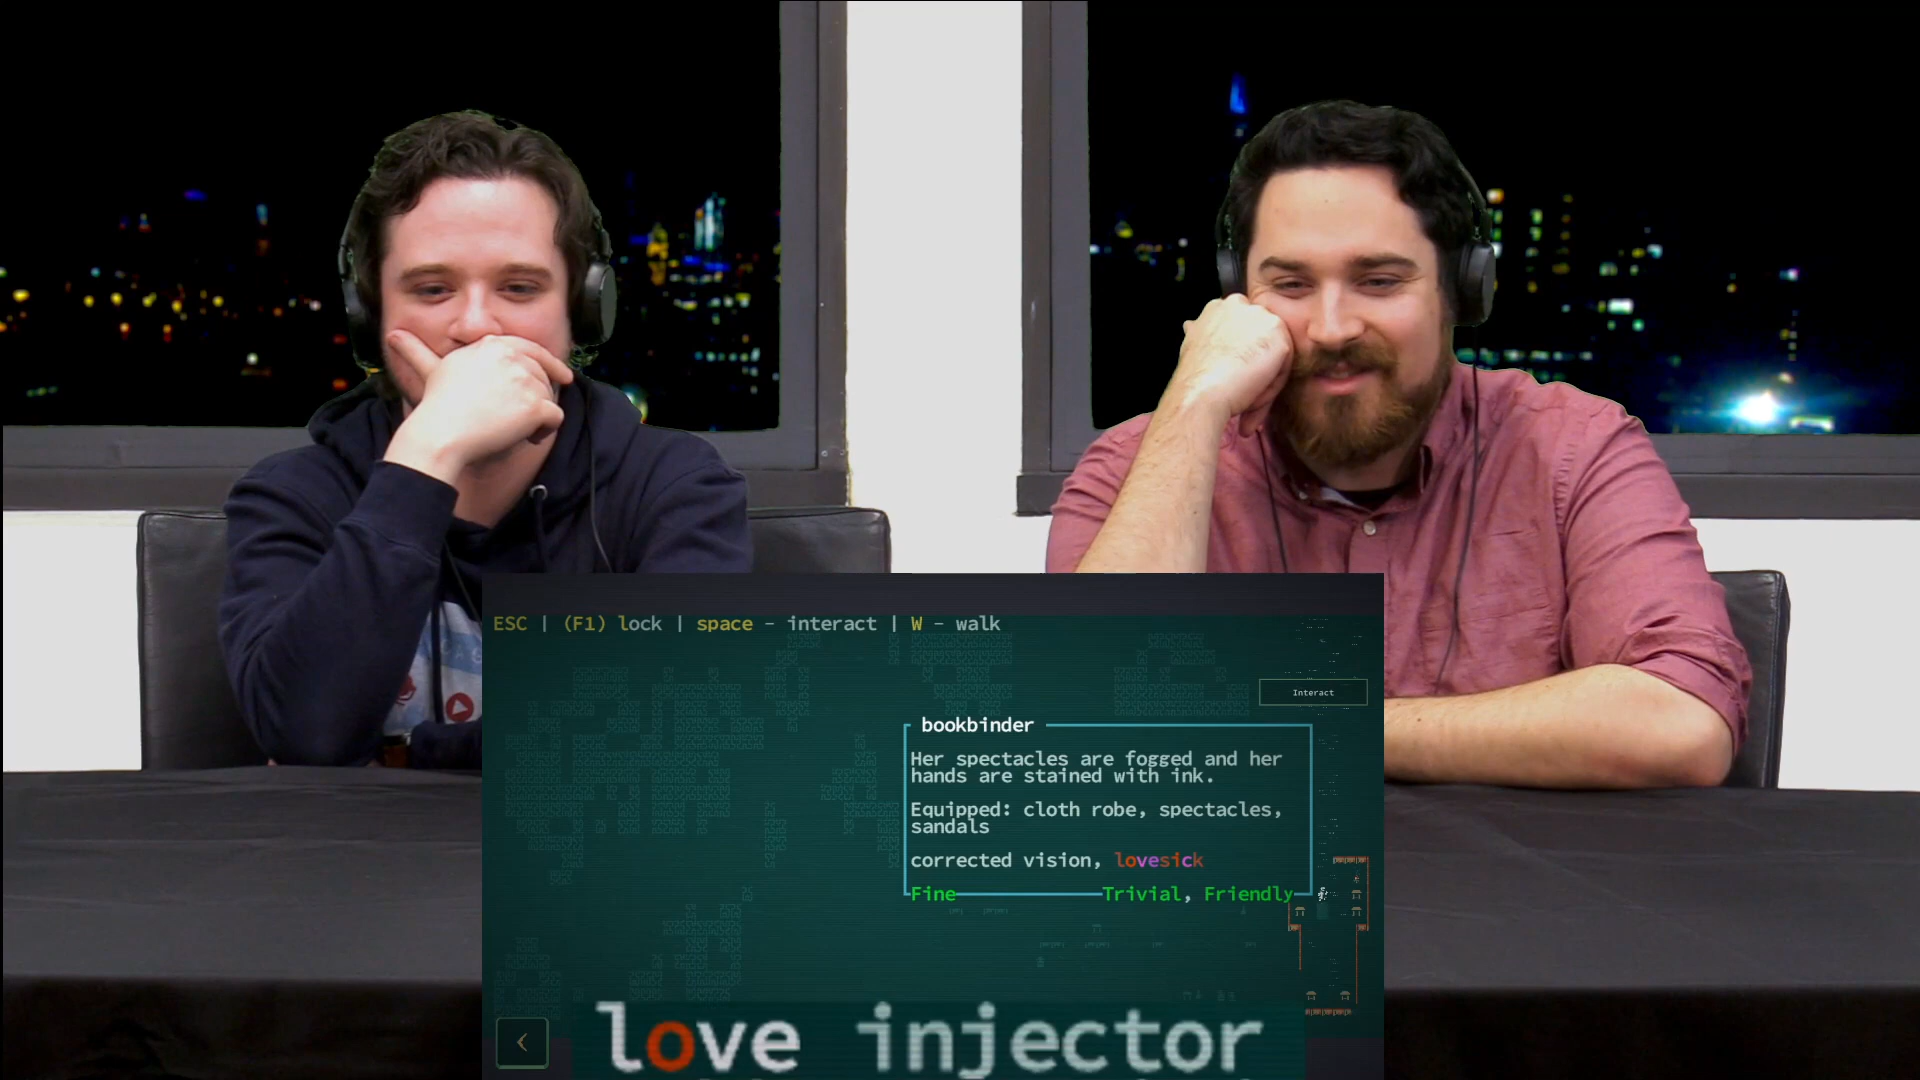 ESC | (F1) lock | space - interact | W - walk
Interact
bookbinder
Her spectacles are fogged and her
hands are stained with ink.
Equipped: cloth robe, spectacles,
sandals
corrected vision, lovesick
Fine Trivial, Friendly
love injector